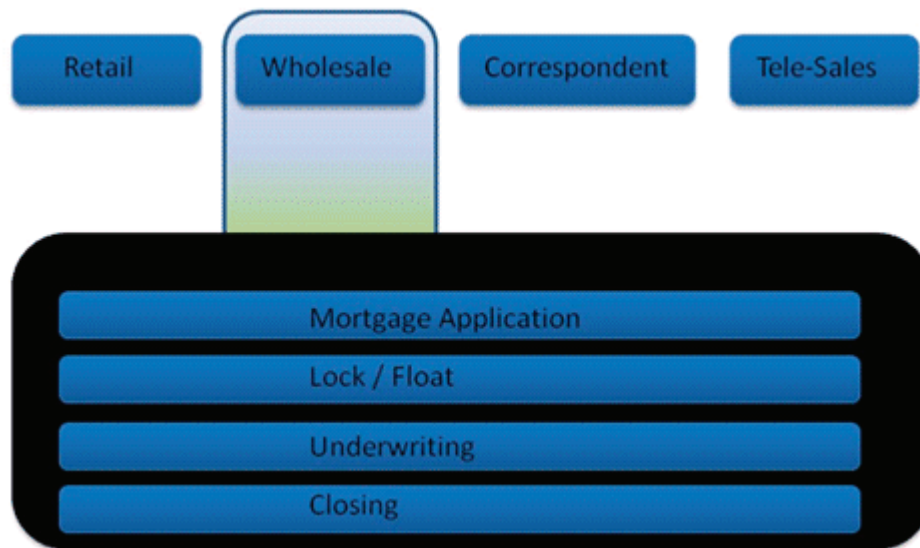 Retail
Wholesale
Correspondent
Tele-Sales
Mortgage Application
Lock / Float
Underwriting
Closing